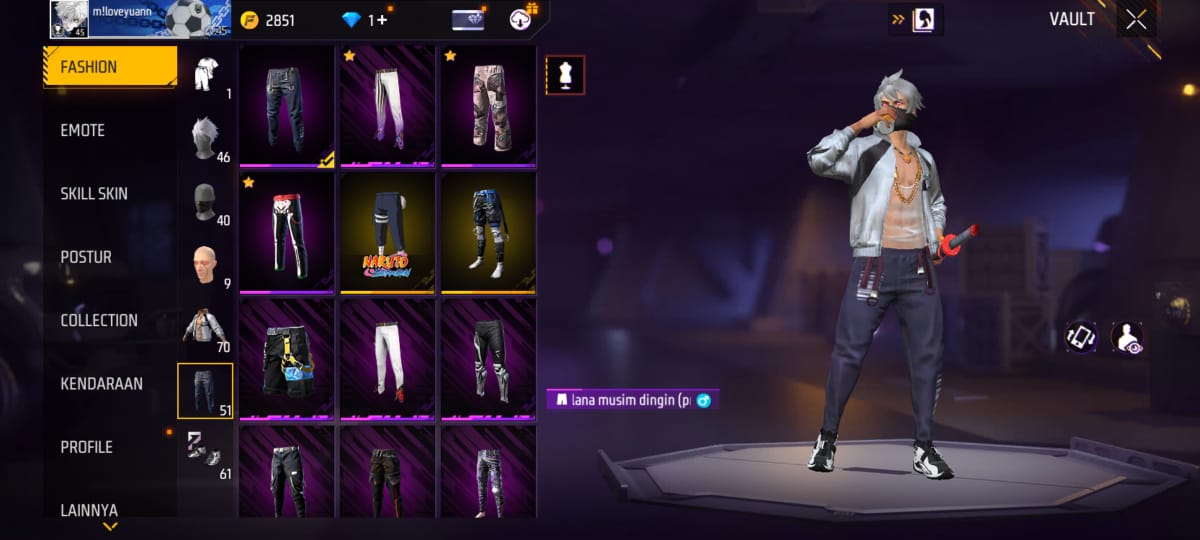 m!loveyuann
45
2851
1+
VAULT
FASHION
EMOTE
SKILL SKIN
POSTUR
COLLECTION
KENDARAAN
PROFILE
LAINNYA
1
46
40
9
70
51
61
NARUTO
lana musim dingin (p